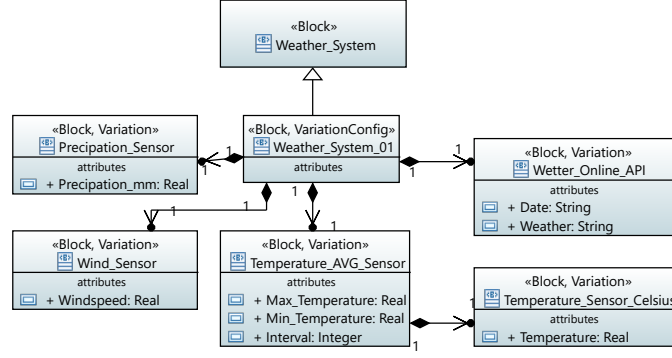 «Block»
Weather_System
«Block, Variation»
Precipation_Sensor
attributes
+ Precipation_mm: Real
«Block, VariationConfig»
Weather_System_01
attributes
«Block, Variation»
Wetter_Online_API
attributes
+ Date: String
+ Weather: String
1
1
1
1
1
1
1
1
«Block, Variation»
Wind_Sensor
attributes
+ Windspeed: Real
«Block, Variation»
Temperature_AVG_Sensor
attributes
+ Max_Temperature: Real
+ Min_Temperature: Real
+ Interval: Integer
1
1
«Block, Variation»
Temperature_Sensor_Celsius
attributes
+ Temperature: Real